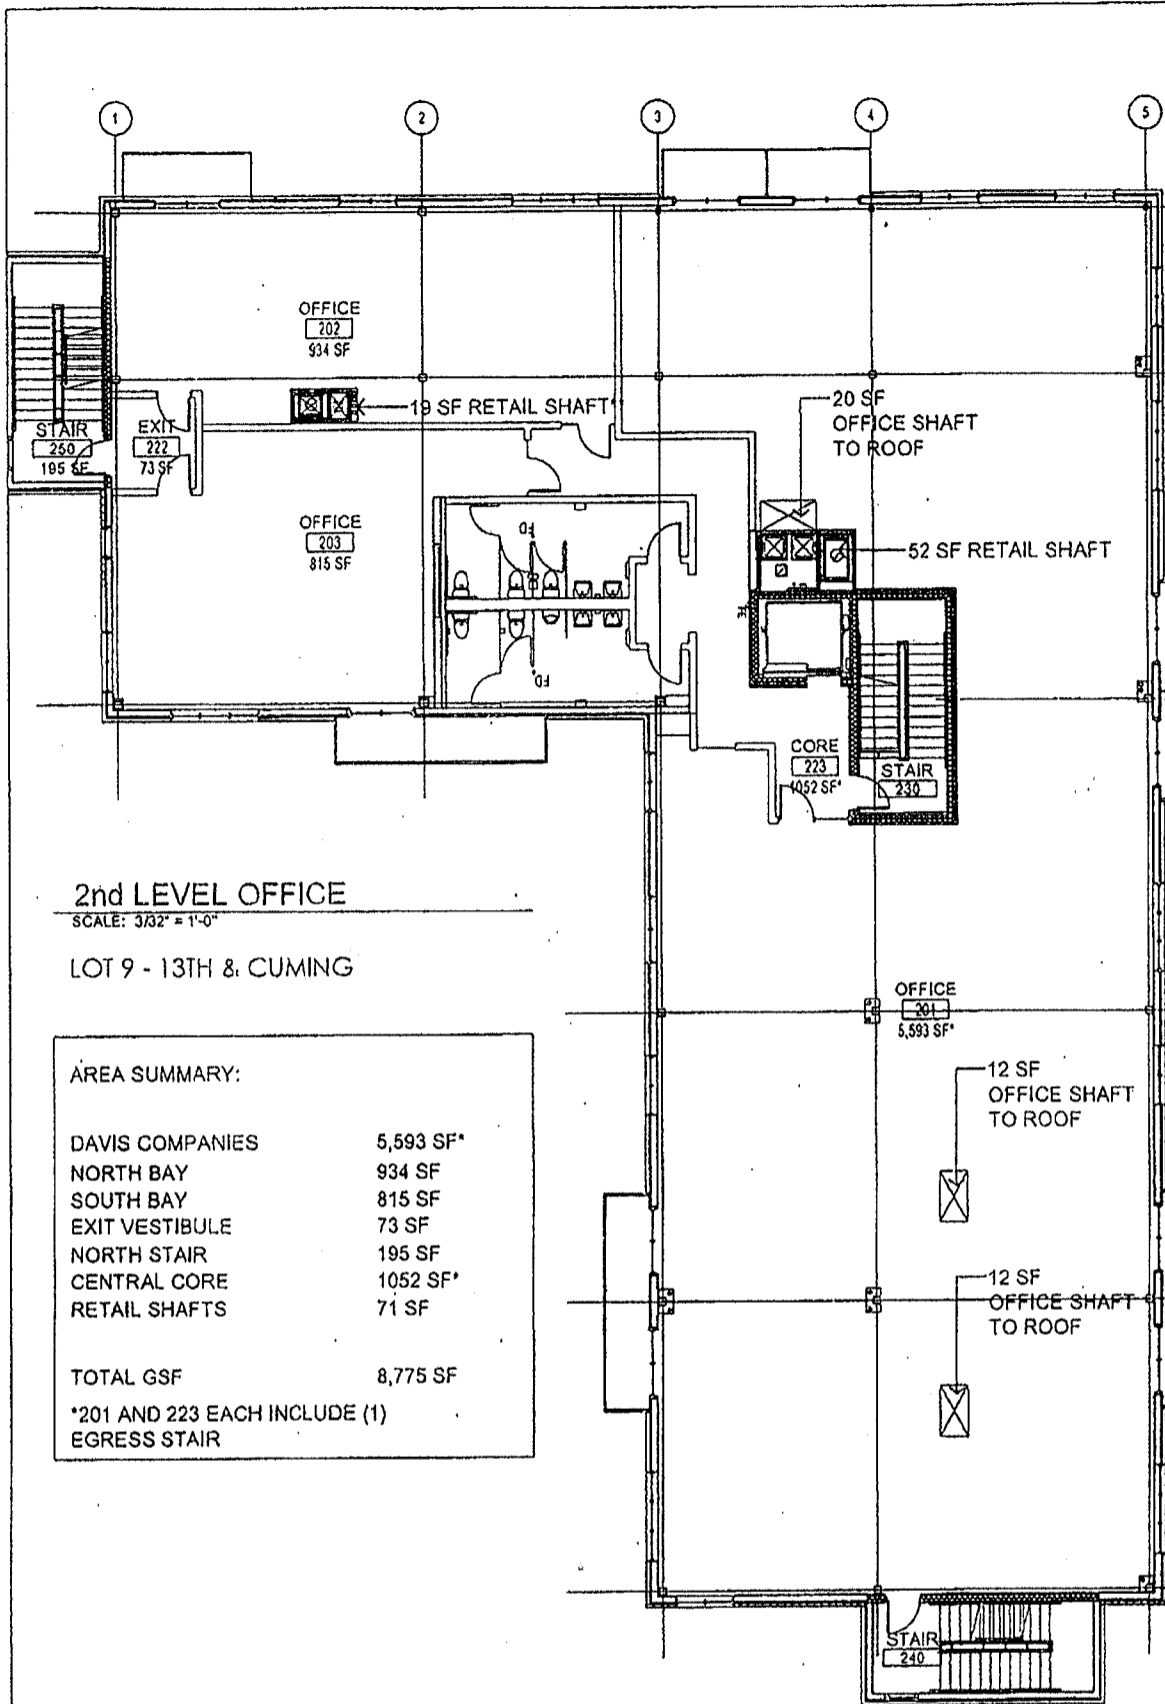 1
2
3
4
5
OFFICE
202
934 SF
19 SF RETAIL SHAFT
20 SF
OFFICE SHAFT
TO ROOF
STAIR
250
195 SF
EXIT
222
73 SF
OFFICE
203
815 SF
FD
FD
52 SF RETAIL SHAFT
FE
CORE
223
1052 SF*
STAIR
230
2nd LEVEL OFFICE
SCALE: 3/32" = 1'-0"
LOT 9 - 13TH & CUMING
OFFICE
201
5,593 SF*
12 SF
OFFICE SHAFT
TO ROOF
12 SF
OFFICE SHAFT
TO ROOF
AREA SUMMARY:
DAVIS COMPANIES 5,593 SF*
NORTH BAY 934 SF
SOUTH BAY 815 SF
EXIT VESTIBULE 73 SF
NORTH STAIR 195 SF
CENTRAL CORE 1052 SF*
RETAIL SHAFTS 71 SF
TOTAL GSF 8,775 SF
*201 AND 223 EACH INCLUDE (1)
EGRESS STAIR
STAIR
240